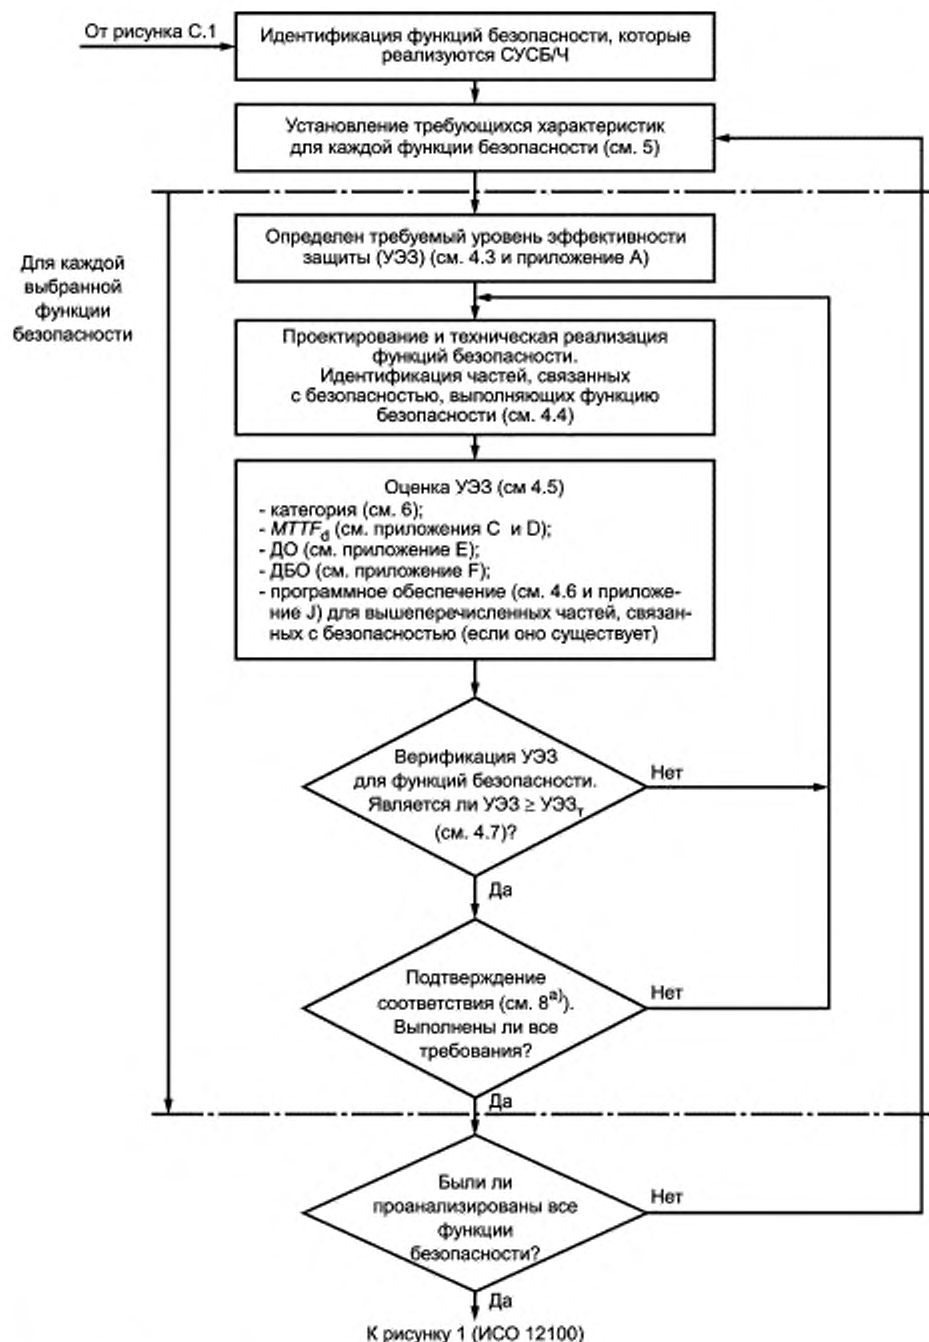 От рисунка С.1
Идентификация функций безопасности, которые
реализуются СУСБ/Ч
Установление требующихся характеристик
для каждой функции безопасности (см. 5)
Для каждой
выбранной
функции
безопасности
Определен требуемый уровень эффективности
защиты (УЭЗ) (см. 4.3 и приложение А)
Проектирование и техническая реализация
функций безопасности.
Идентификация частей, связанных
с безопасностью, выполняющих функцию
безопасности (см. 4.4)
Оценка УЭЗ (см 4.5)
- категория (см. 6);
- MTTFd (см. приложения C и D);
- ДО (см. приложение E);
- ДБО (см. приложение F);
- программное обеспечение (см. 4.6 и приложе-
ние J) для вышеперечисленных частей, связан-
ных с безопасностью (если оно существует)
Верификация УЭЗ
для функций безопасности.
Является ли УЭЗ ≥ УЭЗт
(см. 4.7)?
Нет
Да
Подтверждение
соответствия (см. 8а)).
Выполнены ли все
требования?
Нет
Да
Были ли
проанализированы все
функции
безопасности?
Нет
Да
К рисунку 1 (ИСО 12100)